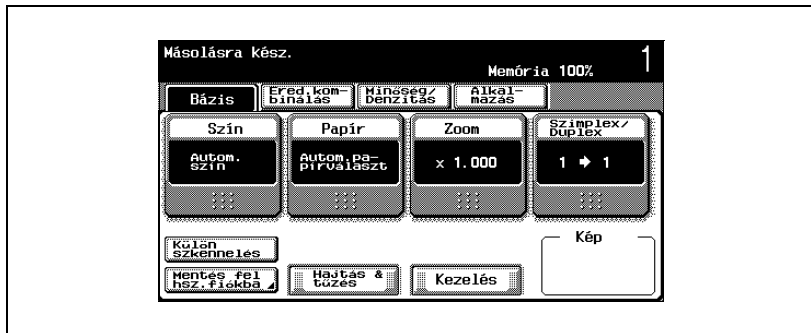 Másolásra kész.
1
Memória 100%
Bázis
Ered.kom-
binálás
Minőség/
Denzitás
Alkal-
mazás
Szín
Papír
Zoom
Szimplex/
Duplex
Autom.
szín
Autom.pa-
pírválaszt
x 1.000
1 → 1
Külön
szkennelés
Kép
Mentés fel
hsz.fiókba
Hajtás &
tűzés
Kezelés